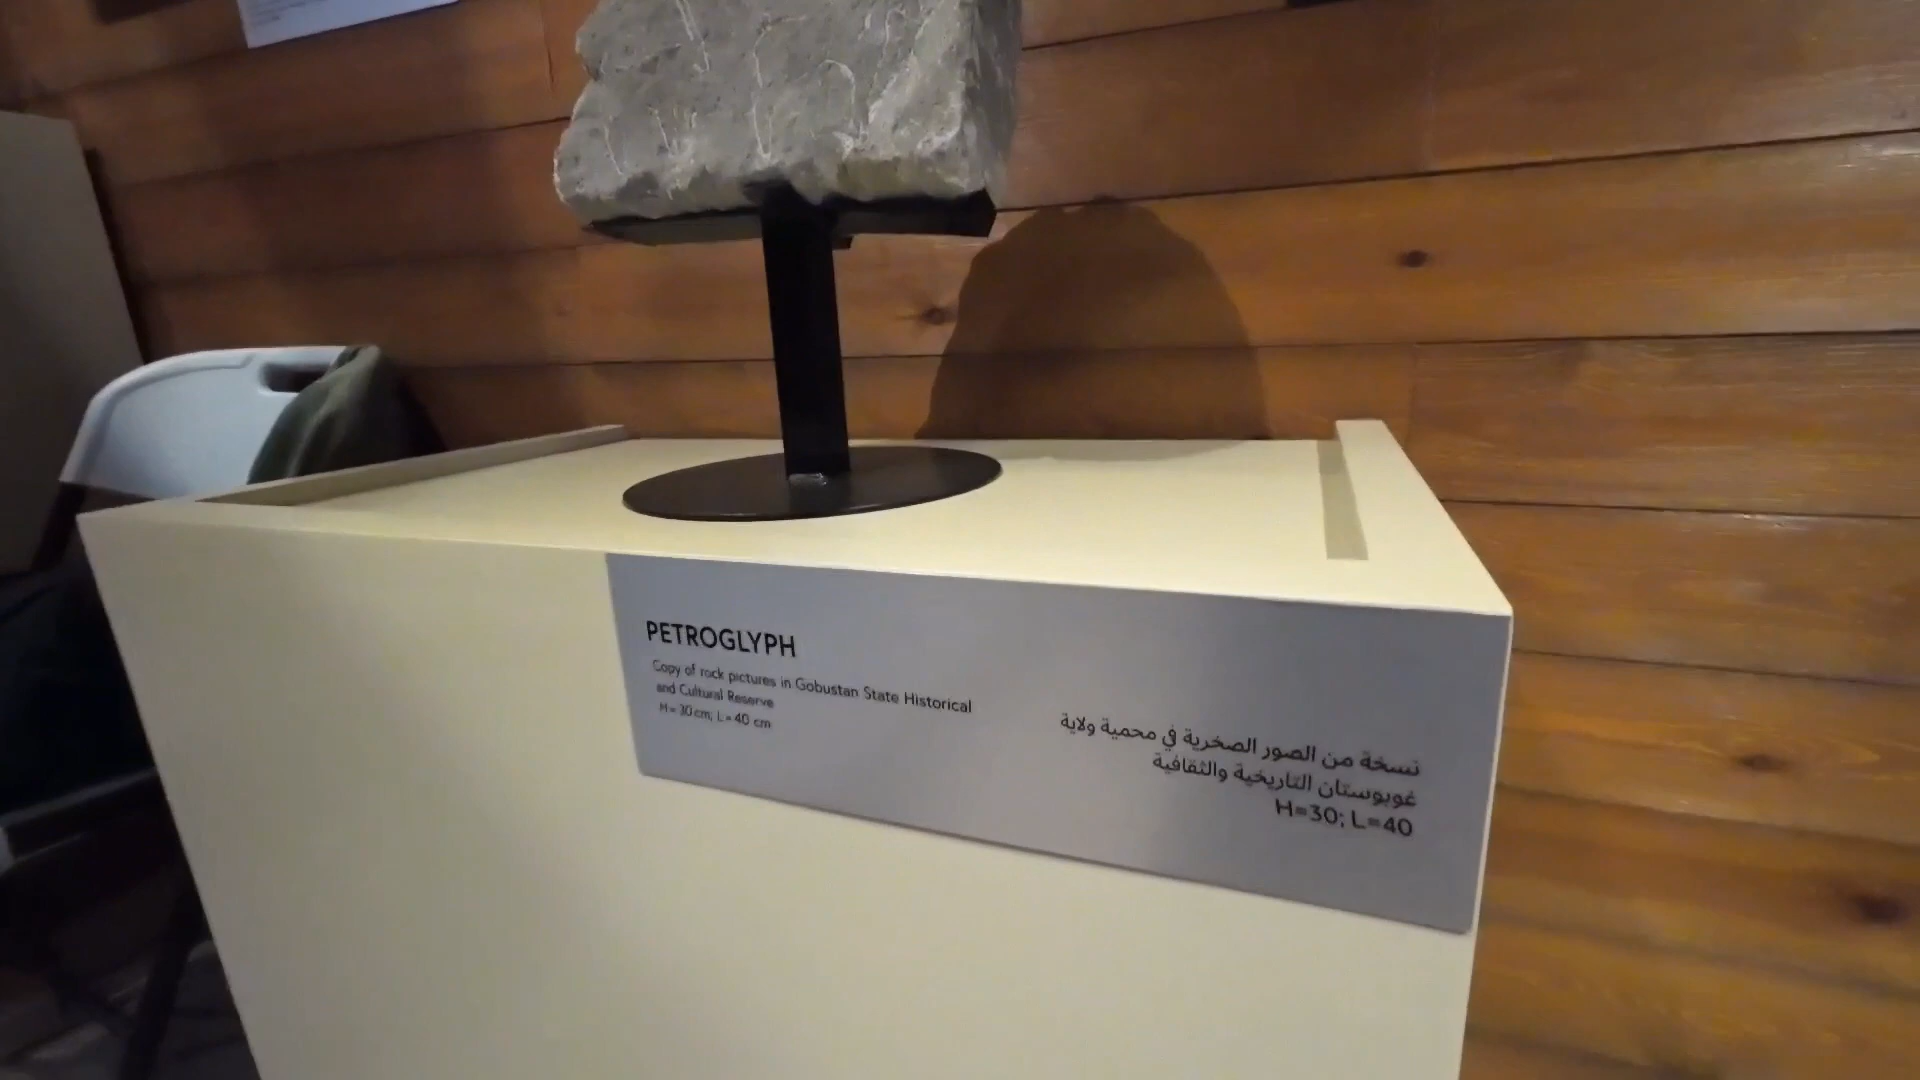 PETROGLYPH
Copy of rock pictures in Gobustan State Historical
and Cultural Reserve
H= 30 cm; L= 40 cm
نسخة من الصور الصخرية في محمية ولاية
غوبوستان التاريخية والثقافية
H=30; L=40